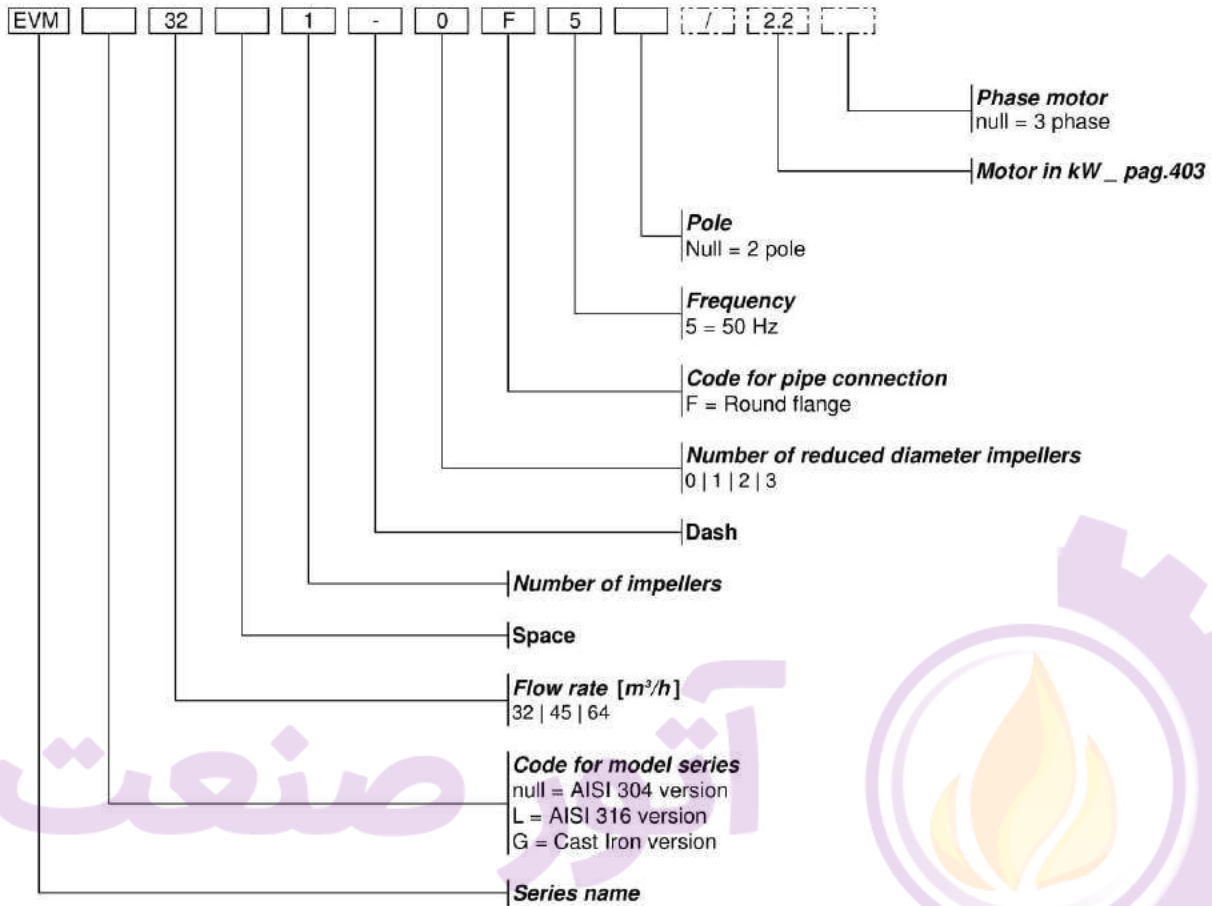 EVM 32 1 - 0 F 5 / 2.2
Phase motor
null = 3 phase
Motor in kW _ pag.403
Pole
Null = 2 pole
Frequency
5 = 50 Hz
Code for pipe connection
F = Round flange
Number of reduced diameter impellers
0 | 1 | 2 | 3
Dash
Number of impellers
Space
Flow rate [m³/h]
32 | 45 | 64
Code for model series
null = AISI 304 version
L = AISI 316 version
G = Cast Iron version
Series name
آتور صنعت